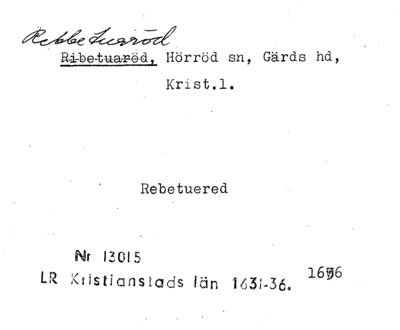 Rebbetuaröd
Ribetuaröd, Hörröd sn, Gärds hd,
Krist.l.
Rebetuered
Nr 13015
LR Kristianstads län 1631-36. 1636